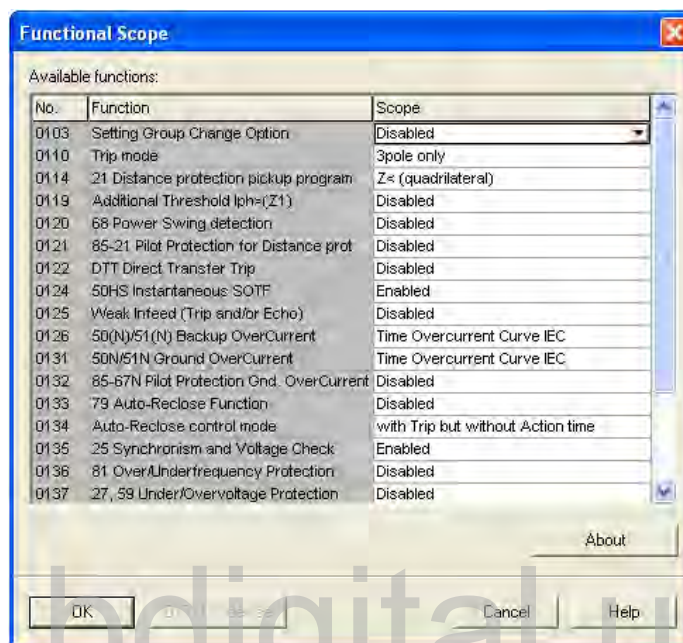 Functional Scope
Available functions:
No. Function Scope
0103 Setting Group Change Option Disabled
0110 Trip mode 3pole only
0114 21 Distance protection pickup program Z< (quadrilateral)
0119 Additional Threshold Iph>(Z1) Disabled
0120 68 Power Swing detection Disabled
0121 85-21 Pilot Protection for Distance prot Disabled
0122 DTT Direct Transfer Trip Disabled
0124 50HS Instantaneous SOTF Enabled
0125 Weak Infeed (Trip and/or Echo) Disabled
0126 50(N)/51(N) Backup OverCurrent Time Overcurrent Curve IEC
0131 50N/51N Ground OverCurrent Time Overcurrent Curve IEC
0132 85-67N Pilot Protection Gnd. OverCurrent Disabled
0133 79 Auto-Reclose Function Disabled
0134 Auto-Reclose control mode with Trip but without Action time
0135 25 Synchronism and Voltage Check Enabled
0136 81 Over/Underfrequency Protection Disabled
0137 27, 59 Under/Overvoltage Protection Disabled
About
OK Cancel Help
bdigital.u